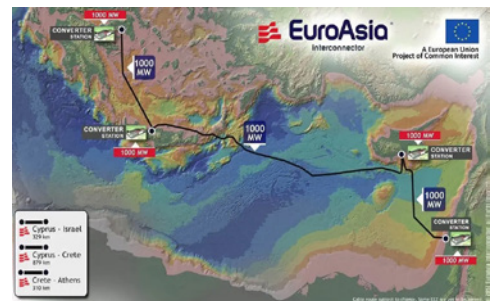 1000 MW
CONVERTER
STATION
EuroAsia
interconnector
A European Union
Project of Common Interest
1000
MW
CONVERTER
STATION
1000 MW
1000
MW
1000 MW
CONVERTER
STATION
1000
MW
CONVERTER
STATION
1000 MW
Cyprus - Israel
329 km
Cyprus - Crete
879 km
Crete - Athens
310 km